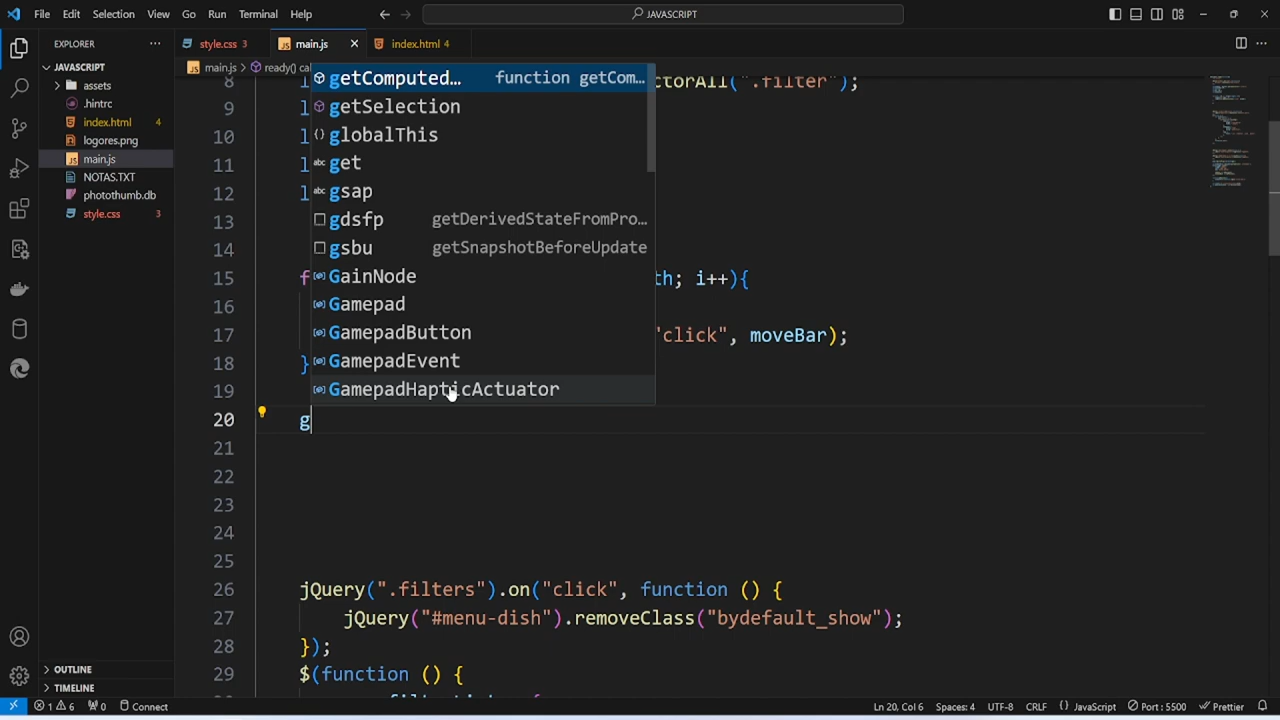 File Edit Selection View Go Run Terminal Help JAVASCRIPT
EXPLORER
style.css 3 main.js index.html 4
JAVASCRIPT
main.js > ready() ca
assets
.hintrc
index.html 4
logores.png
main.js
NOTAS.TXT
photothumb.db
style.css 3
getComputed... function getCom...
getSelection
globalThis
get
gsap
gdsfp getDerivedStateFromPro...
gsbu getSnapshotBeforeUpdate
GainNode
Gamepad
GamepadButton
GamepadEvent
GamepadHapticActuator
8 l ctorAll(".filter");
9 l
10 l
11 l
12 l
13
14
15 f th; i++){
16
17 "click", moveBar);
18 }
19
20 g
21
22
23
24
25
26 jQuery(".filters").on("click", function () {
27 jQuery("#menu-dish").removeClass("bydefault_show");
28 });
29 $(function () {
OUTLINE
TIMELINE
1 6 0 Connect Ln 20, Col 6 Spaces: 4 UTF-8 CRLF {} JavaScript Port : 5500 Prettier